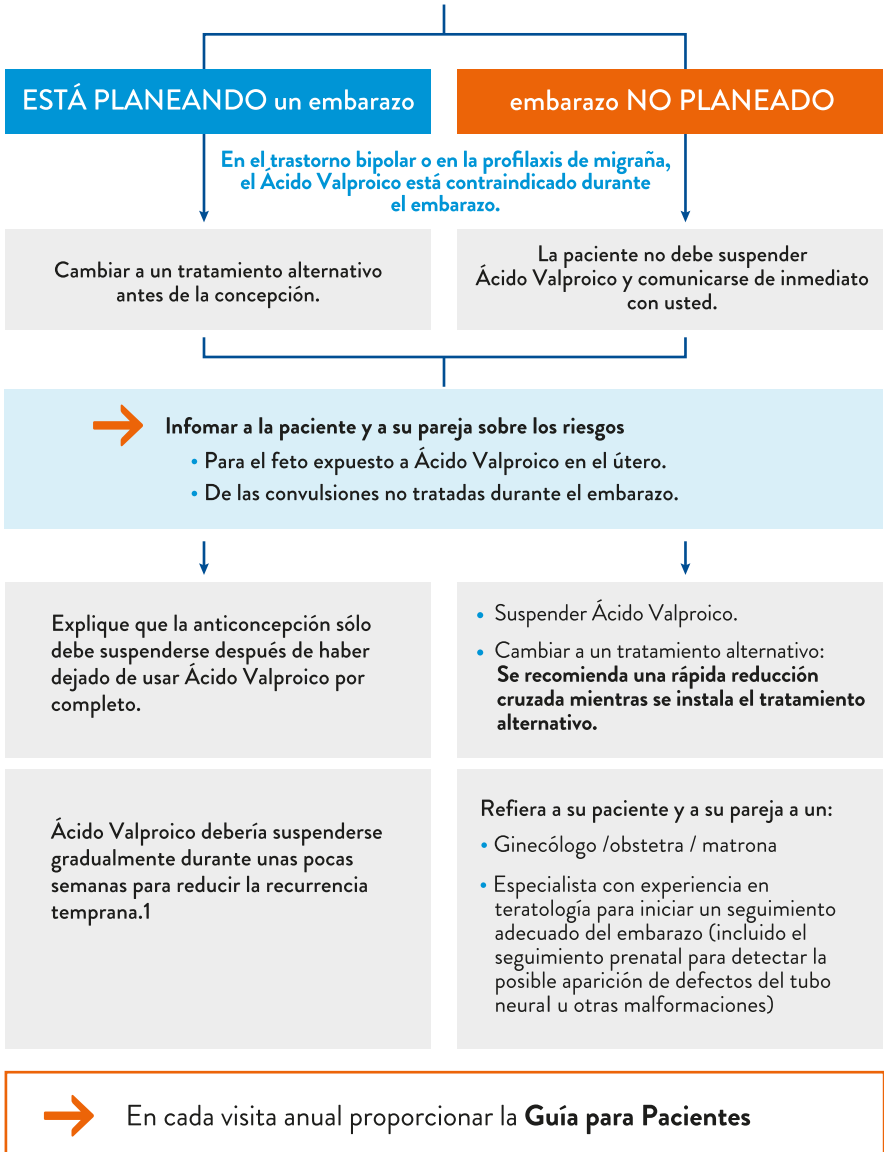 ESTÁ PLANEANDO un embarazo
embarazo NO PLANEADO
En el trastorno bipolar o en la profilaxis de migraña,
el Ácido Valproico está contraindicado durante
el embarazo.
Cambiar a un tratamiento alternativo
antes de la concepción.
La paciente no debe suspender
Ácido Valproico y comunicarse de inmediato
con usted.
Infomar a la paciente y a su pareja sobre los riesgos
• Para el feto expuesto a Ácido Valproico en el útero.
• De las convulsiones no tratadas durante el embarazo.
Explique que la anticoncepción sólo
debe suspenderse después de haber
dejado de usar Ácido Valproico por
completo.
• Suspender Ácido Valproico.
• Cambiar a un tratamiento alternativo:
Se recomienda una rápida reducción
cruzada mientras se instala el tratamiento
alternativo.
Ácido Valproico debería suspenderse
gradualmente durante unas pocas
semanas para reducir la recurrencia
temprana.1
Refiera a su paciente y a su pareja a un:
• Ginecólogo /obstetra / matrona
• Especialista con experiencia en
teratología para iniciar un seguimiento
adecuado del embarazo (incluido el
seguimiento prenatal para detectar la
posible aparición de defectos del tubo
neural u otras malformaciones)
En cada visita anual proporcionar la Guía para Pacientes